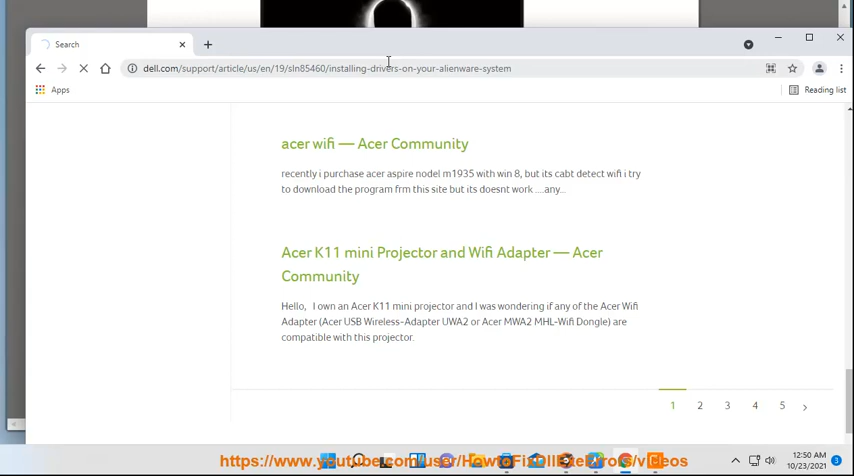 Search
dell.com/support/article/us/en/19/sln85460/installing-drivers-on-your-alienware-system
Apps
Reading list
acer wifi — Acer Community
recently i purchase acer aspire nodel m1935 with win 8, but its cabt detect wifi i try
to download the program frm this site but its doesnt work ....any...
Acer K11 mini Projector and Wifi Adapter — Acer
Community
Hello, I own an Acer K11 mini projector and I was wondering if any of the Acer Wifi
Adapter (Acer USB Wireless-Adapter UWA2 or Acer MWA2 MHL-Wifi Dongle) are
compatible with this projector.
1 2 3 4 5
12:50 AM
10/23/2021
3